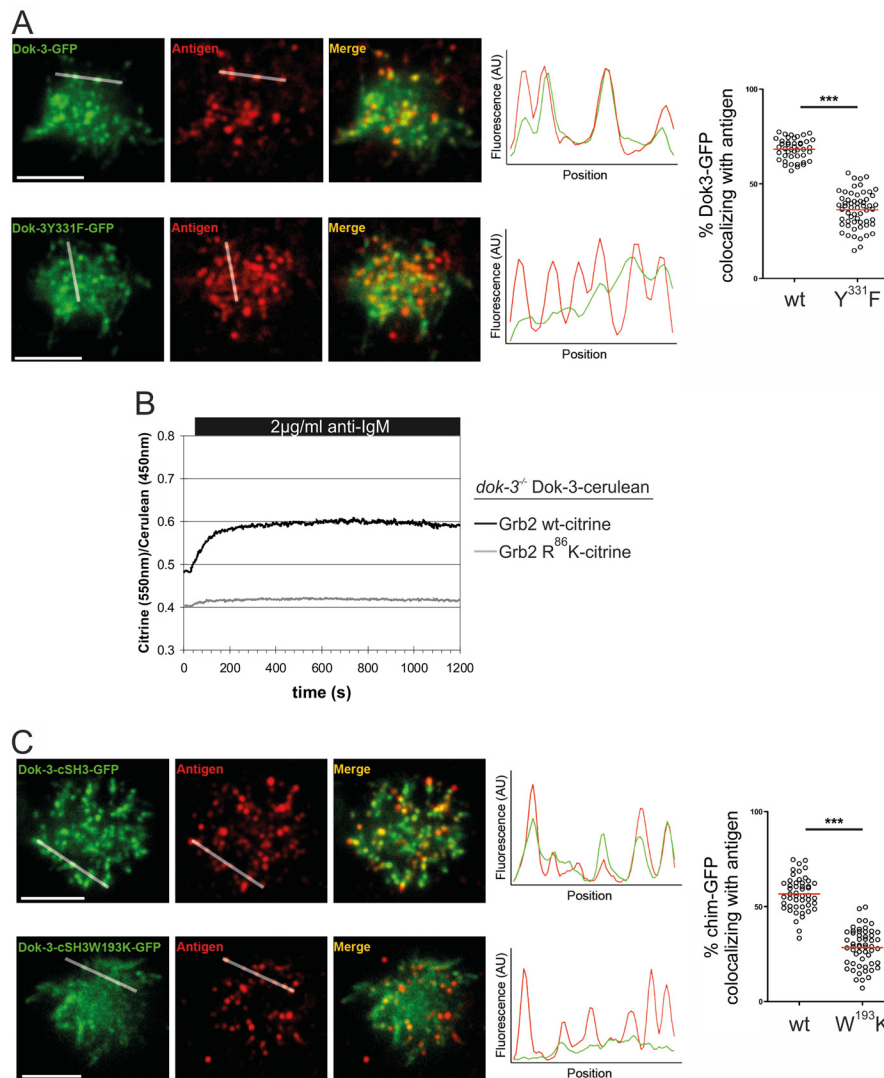 A
Dok-3-GFP
Antigen
Merge
Fluorescence (AU)
Position
100
50
0
***
% Dok3-GFP
colocalizing with antigen
wt
Y³³¹F
Dok-3Y331F-GFP
Antigen
Merge
Fluorescence (AU)
Position
B
2µg/ml anti-IgM
Citrine (550nm)/Cerulean (450nm)
0.8
0.7
0.6
0.5
0.4
0.3
0
200
400
600
800
1000
1200
time (s)
dok-3⁻/⁻ Dok-3-cerulean
Grb2 wt-citrine
Grb2 R⁸⁶K-citrine
C
Dok-3-cSH3-GFP
Antigen
Merge
Fluorescence (AU)
Position
100
50
0
***
% chim-GFP
colocalizing with antigen
wt
W¹⁹³K
Dok-3-cSH3W193K-GFP
Antigen
Merge
Fluorescence (AU)
Position